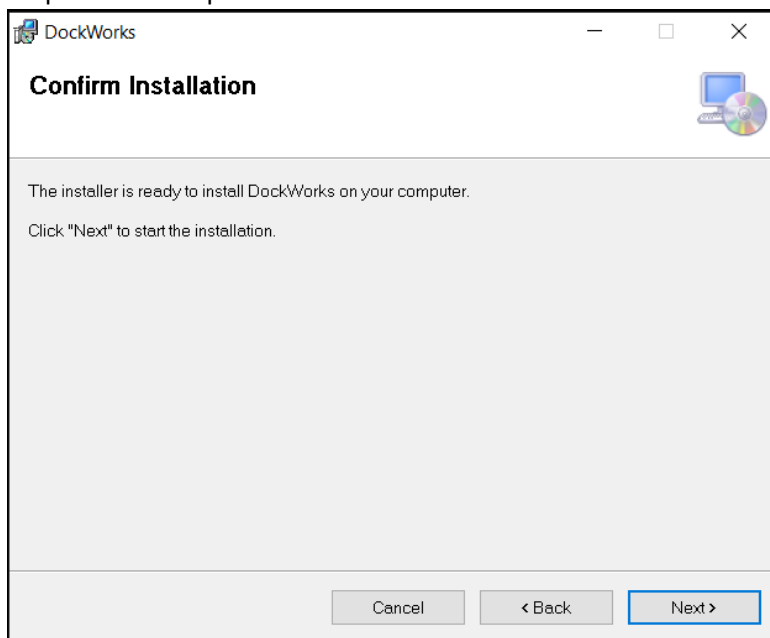 DockWorks
Confirm Installation
The installer is ready to install DockWorks on your computer.
Click "Next" to start the installation.
Cancel
< Back
Next >